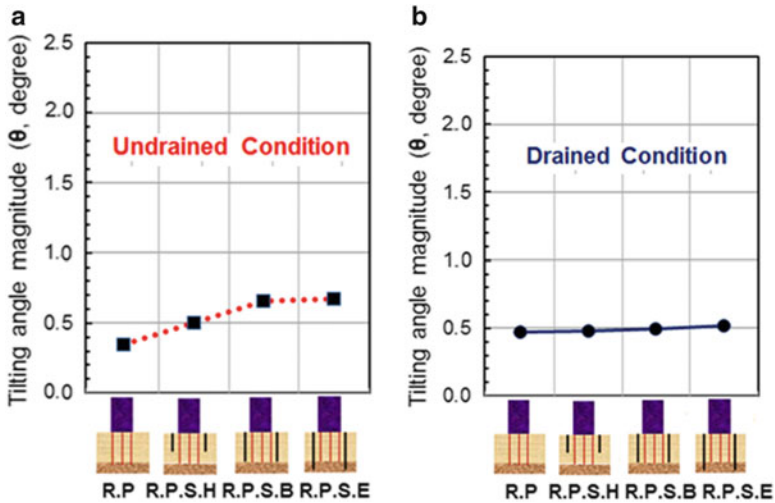 a
Tilting angle magnitude (θ, degree)
2.5
2.0
1.5
1.0
0.5
0.0
Undrained Condition
R.P R.P.S.H R.P.S.B R.P.S.E
b
Tilting angle magnitude (θ, degree)
2.5
2.0
1.5
1.0
0.5
0.0
Drained Condition
R.P R.P.S.H R.P.S.B R.P.S.E